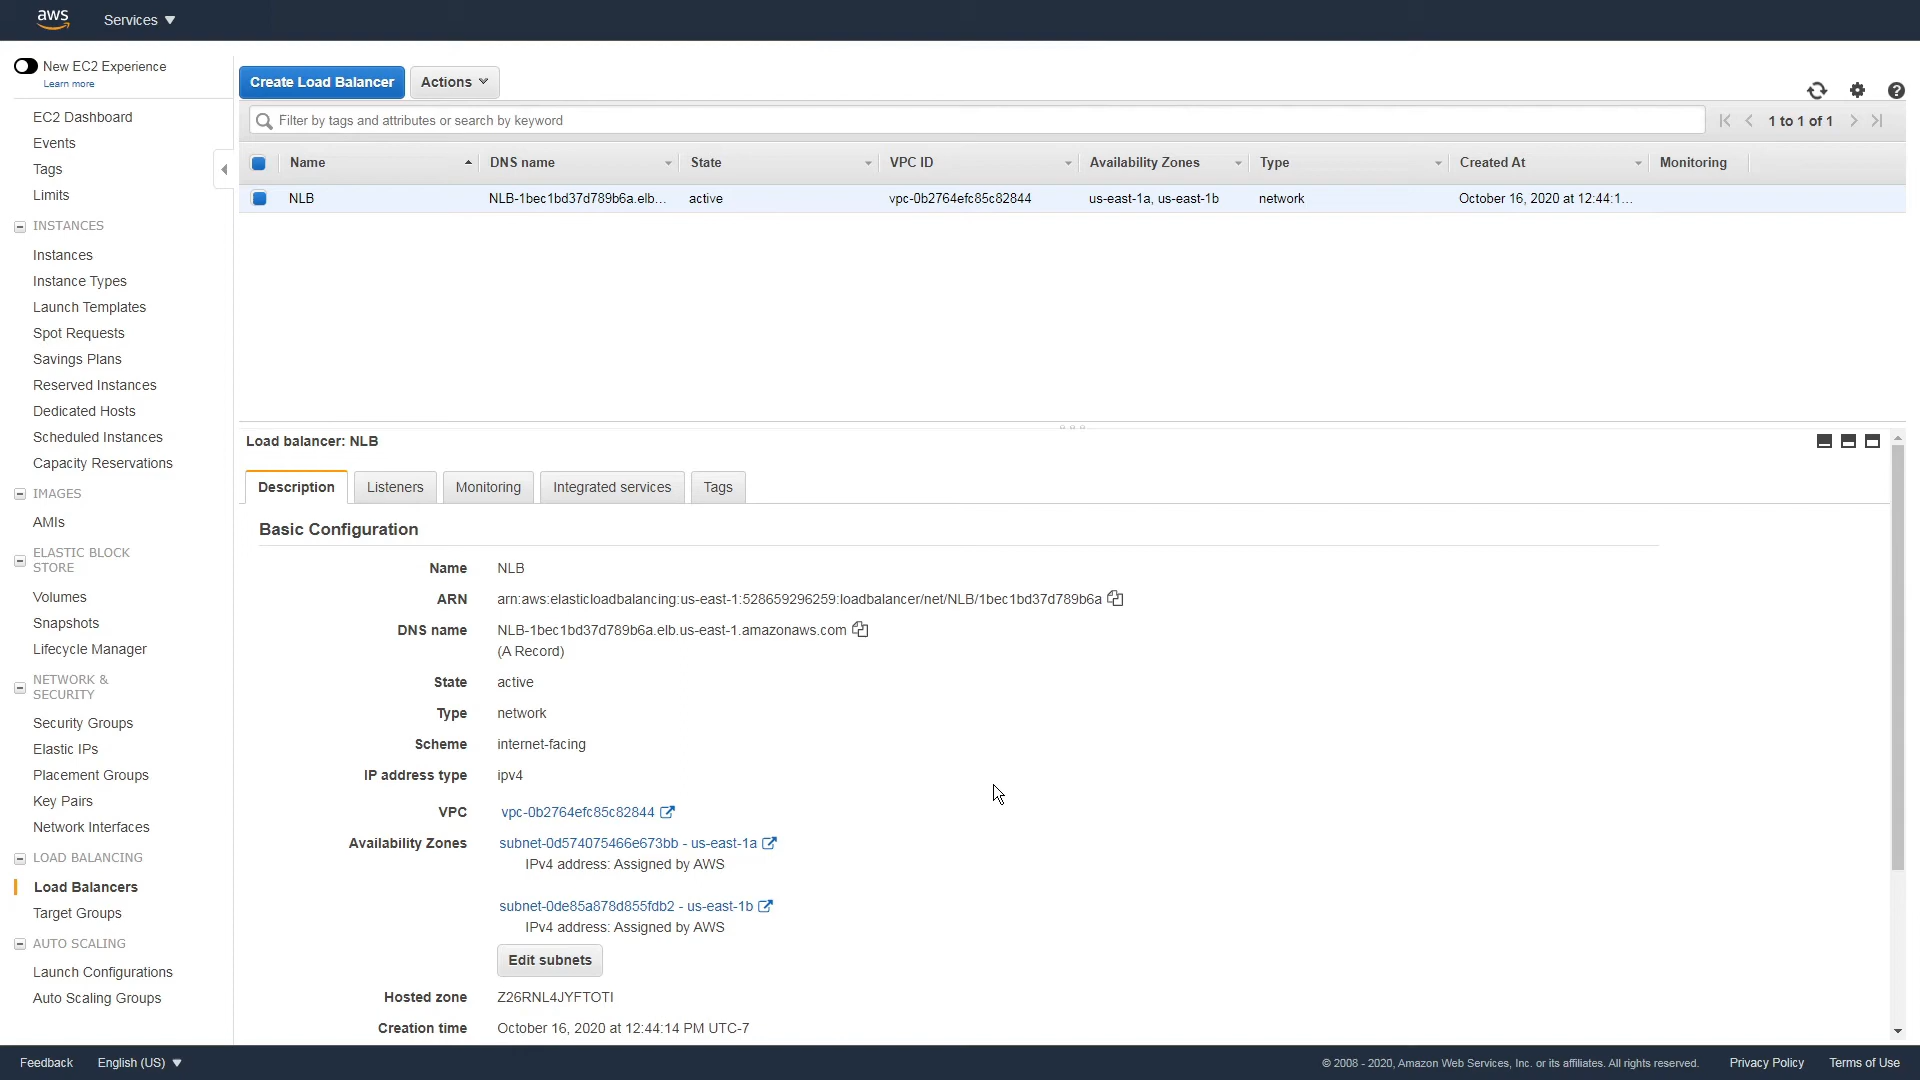 aws
Services
New EC2 Experience
Learn more
EC2 Dashboard
Events
Tags
Limits
INSTANCES
Instances
Instance Types
Launch Templates
Spot Requests
Savings Plans
Reserved Instances
Dedicated Hosts
Scheduled Instances
Capacity Reservations
IMAGES
AMIs
ELASTIC BLOCK
STORE
Volumes
Snapshots
Lifecycle Manager
NETWORK &
SECURITY
Security Groups
Elastic IPs
Placement Groups
Key Pairs
Network Interfaces
LOAD BALANCING
Load Balancers
Target Groups
AUTO SCALING
Launch Configurations
Auto Scaling Groups
Create Load Balancer Actions
Filter by tags and attributes or search by keyword
1 to 1 of 1
Name DNS name State VPC ID Availability Zones Type Created At Monitoring
NLB NLB-1bec1bd37d789b6a.elb... active vpc-0b2764efc85c82844 us-east-1a, us-east-1b network October 16, 2020 at 12:44:1...
Load balancer: NLB
Description Listeners Monitoring Integrated services Tags
Basic Configuration
Name NLB
ARN arn:aws:elasticloadbalancing:us-east-1:528659296259:loadbalancer/net/NLB/1bec1bd37d789b6a
DNS name NLB-1bec1bd37d789b6a.elb.us-east-1.amazonaws.com
(A Record)
State active
Type network
Scheme internet-facing
IP address type ipv4
VPC vpc-0b2764efc85c82844
Availability Zones subnet-0d574075466e673bb - us-east-1a
IPv4 address: Assigned by AWS
subnet-0de85a878d855fdb2 - us-east-1b
IPv4 address: Assigned by AWS
Edit subnets
Hosted zone Z26RNL4JYFTOTI
Creation time October 16, 2020 at 12:44:14 PM UTC-7
Feedback English (US) © 2008 - 2020, Amazon Web Services, Inc. or its affiliates. All rights reserved. Privacy Policy Terms of Use